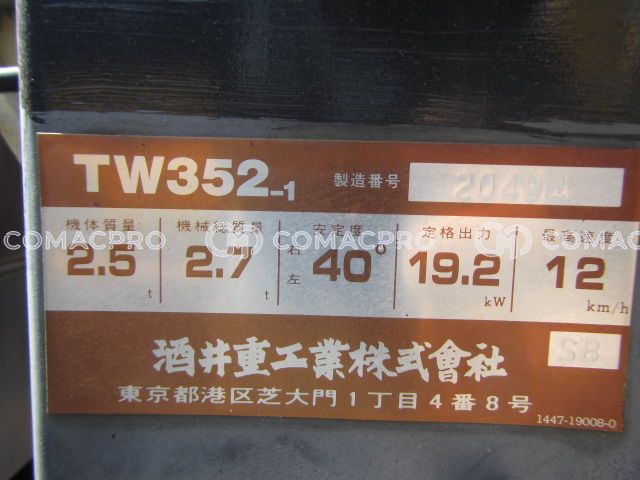 TW352-1 製造番号 20494
機体質量 機械総質量 安定度 定格出力 最高速度
2.5 t 2.7 t 右左 40° 19.2 kW 12 km/h
COMACPRO COMACPRO COMACPRO
酒井重工業株式會社 SB
東京都港区芝大門1丁目4番8号
1447-19008-0